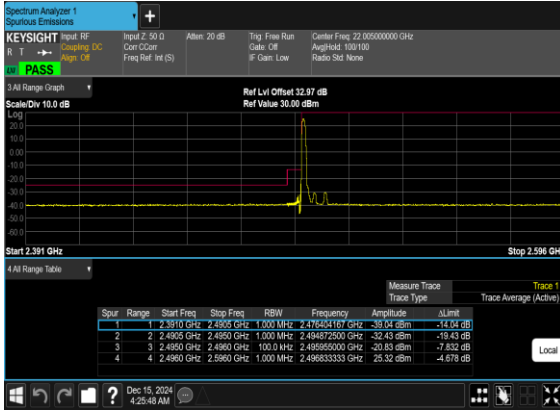 Spectrum Analyzer 1
Spurious Emissions
+
KEYSIGHT Input: RF Input Z: 50 Ω Atten: 20 dB Trig: Free Run Center Freq: 22.005000000 GHz
R T Coupling: DC Corr CCorr Gate: Off Avg|Hold: 100/100
Align: Off Freq Ref: Int (S) IF Gain: Low Radio Std: None
PASS
3 All Range Graph
Ref Lvl Offset 32.97 dB
Scale/Div 10.0 dB Ref Value 30.00 dBm
Log
20.0
10.0
0.00
-10.0
-20.0
-30.0
-40.0
-50.0
-60.0
Start 2.391 GHz Stop 2.596 GH
4 All Range Table
Measure Trace Trace 1
Trace Type Trace Average (Active)
Spur Range Start Freq Stop Freq RBW Frequency Amplitude ΔLimit
1 1 2.3910 GHz 2.4905 GHz 1.000 MHz 2.476404167 GHz -39.04 dBm -14.04 dB
2 2 2.4905 GHz 2.4950 GHz 1.000 MHz 2.494872500 GHz -32.43 dBm -19.43 dB
3 3 2.4950 GHz 2.4960 GHz 100.0 kHz 2.495955000 GHz -20.83 dBm -7.832 dB
4 4 2.4960 GHz 2.5960 GHz 1.000 MHz 2.496833333 GHz 25.32 dBm -4.678 dB
Local
? Dec 15, 2024
4:25:48 AM